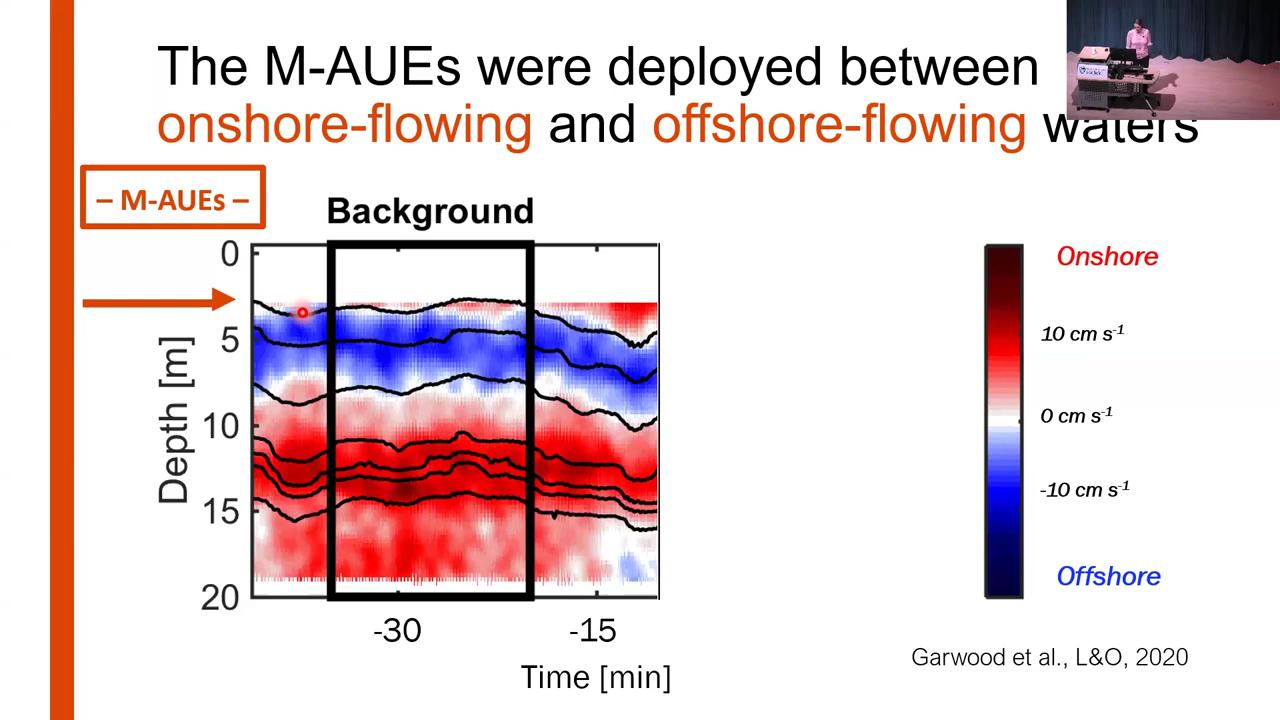 The M-AUEs were deployed between
onshore-flowing and offshore-flowing waters
– M-AUEs –
Background
0
5
10
15
20
Depth [m]
-30
-15
Time [min]
Onshore
10 cm s-1
0 cm s-1
-10 cm s-1
Offshore
Garwood et al., L&O, 2020